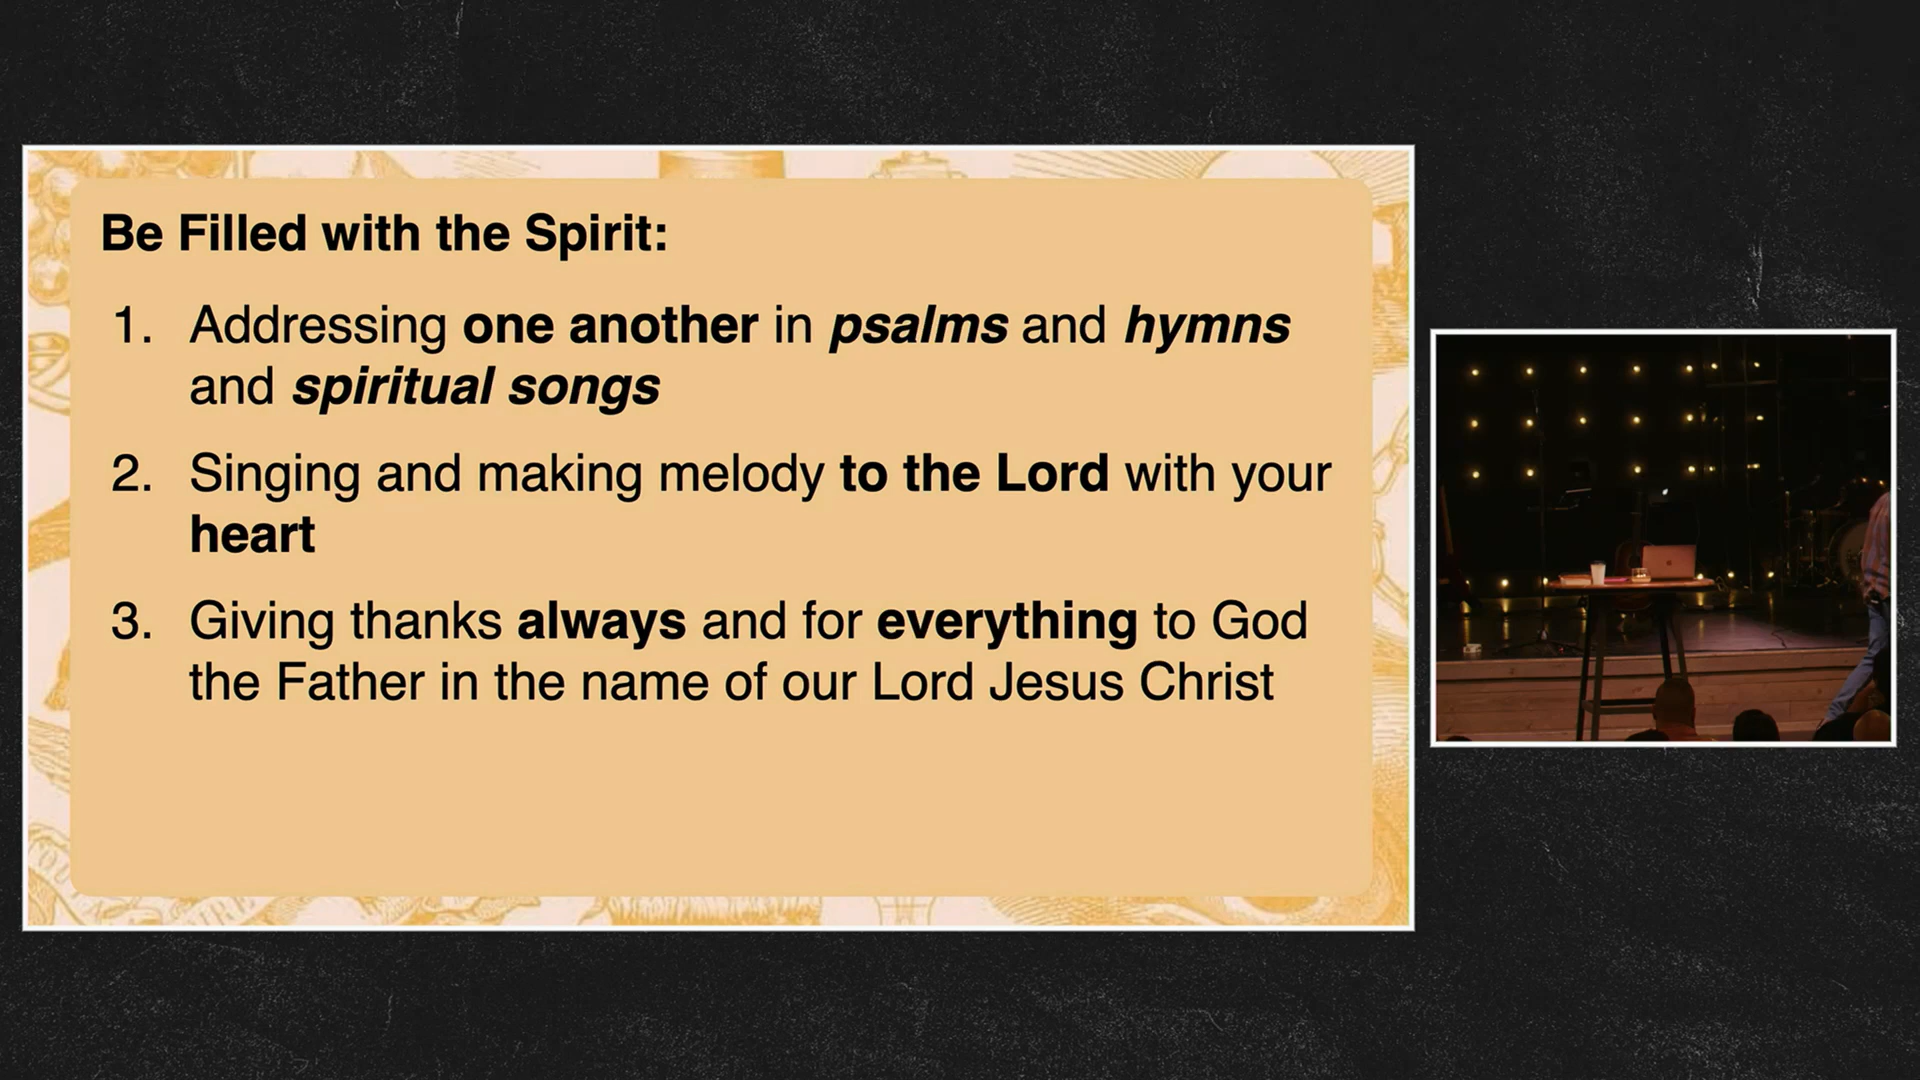 Be Filled with the Spirit:
1. Addressing one another in psalms and hymns
and spiritual songs
2. Singing and making melody to the Lord with your
heart
3. Giving thanks always and for everything to God
the Father in the name of our Lord Jesus Christ